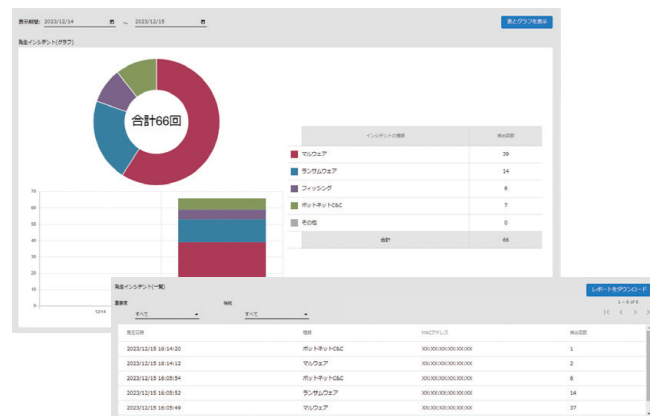 表示期間: 2023/12/14 ～ 2023/12/15
表とグラフを表示
発生インシデント(グラフ)
合計66回
インシデントの種類 検出回数
マルウェア 39
ランサムウェア 14
フィッシング 6
ボットネットC&C 7
その他 0
合計 66
70
60
50
40
30
20
10
0
12/14
発生インシデント(一覧)
レポートをダウンロード
重要度 種類
すべて すべて
1 – 6 of 6
発生日時 種類 MACアドレス 検出回数
2023/12/15 16:14:20 ボットネットC&C XX:XX:XX:XX:XX:XX 1
2023/12/15 16:14:12 マルウェア XX:XX:XX:XX:XX:XX 2
2023/12/15 16:05:54 ボットネットC&C XX:XX:XX:XX:XX:XX 6
2023/12/15 16:05:52 ランサムウェア XX:XX:XX:XX:XX:XX 14
2023/12/15 16:05:49 マルウェア XX:XX:XX:XX:XX:XX 37